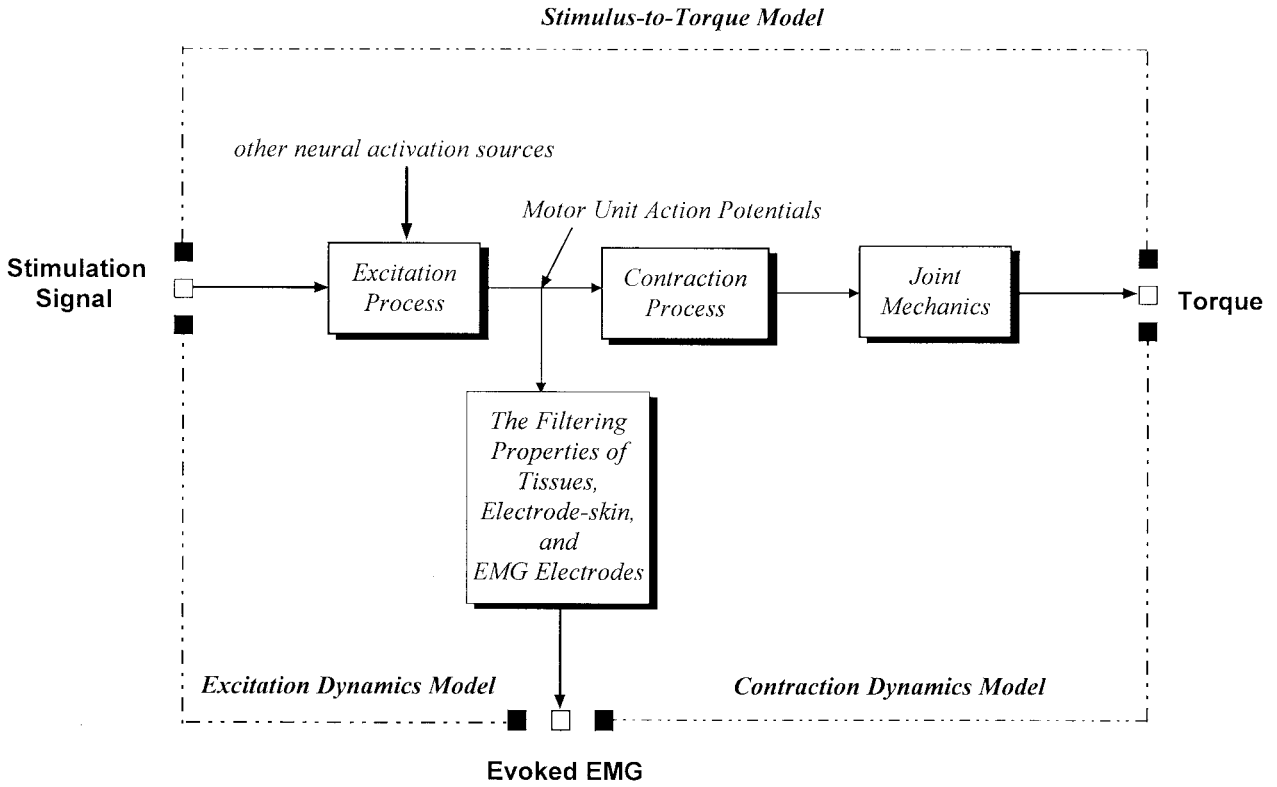 Stimulus-to-Torque Model
other neural activation sources
Motor Unit Action Potentials
Stimulation
Signal
Excitation
Process
Contraction
Process
Joint
Mechanics
Torque
The Filtering
Properties of
Tissues,
Electrode-skin,
and
EMG Electrodes
Excitation Dynamics Model
Contraction Dynamics Model
Evoked EMG